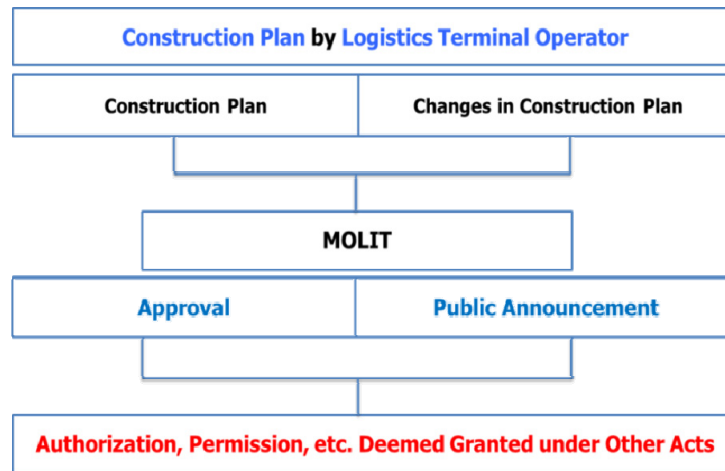 Construction Plan by Logistics Terminal Operator
Construction Plan
Changes in Construction Plan
MOLIT
Approval
Public Announcement
Authorization, Permission, etc. Deemed Granted under Other Acts